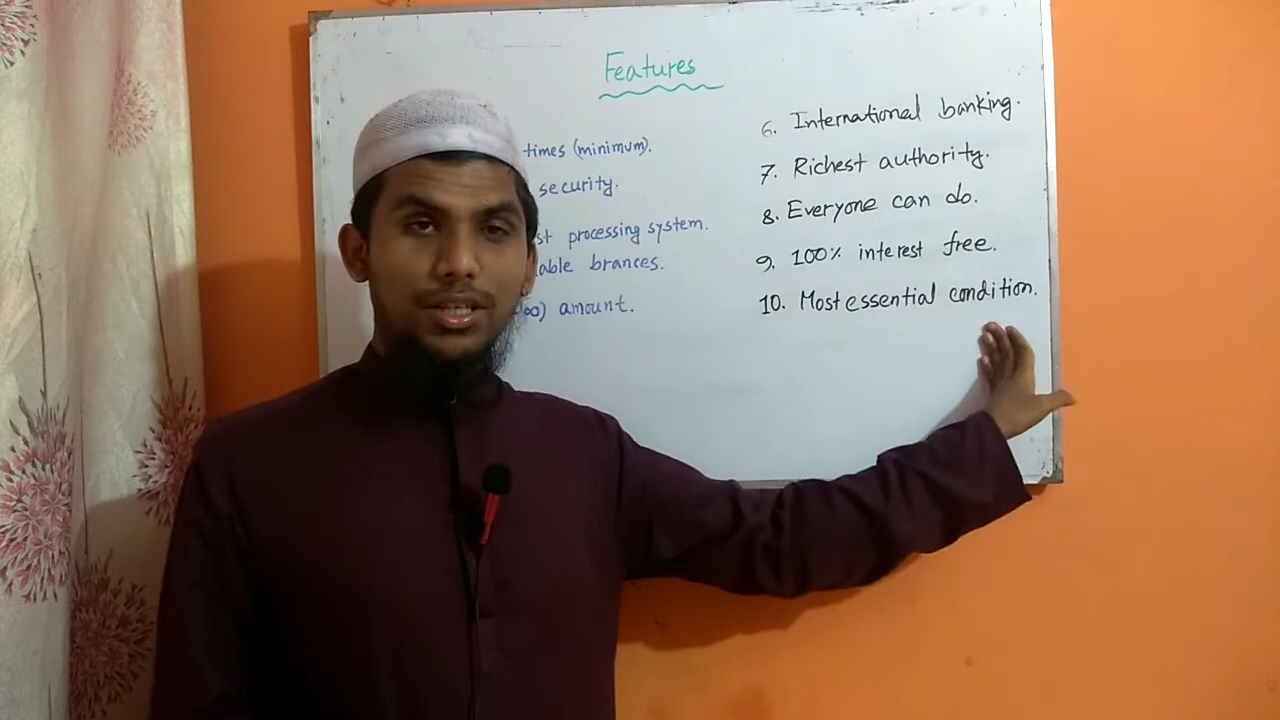 Features
times (minimum).
security.
processing system.
brances.
amount.
6. International banking.
7. Richest authority.
8. Everyone can do.
9. 100% interest free.
10. Most essential condition.